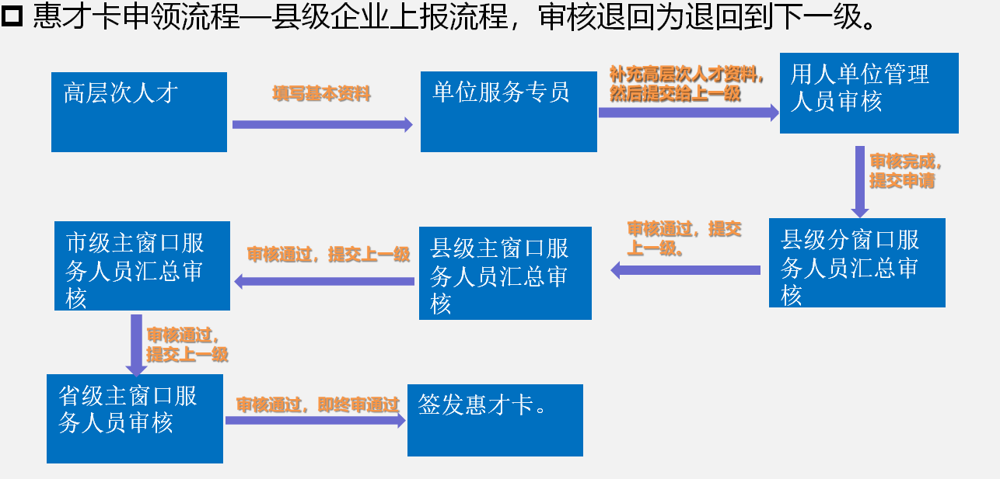 惠才卡申领流程—县级企业上报流程，审核退回为退回到下一级。
高层次人才
填写基本资料
单位服务专员
补充高层次人才资料，
然后提交给上一级
用人单位管理
人员审核
审核完成，
提交申请
县级分窗口服
务人员汇总审
核
审核通过，提交
上一级。
县级主窗口服
务人员汇总审
核
审核通过，提交上一级
市级主窗口服
务人员汇总审
核
审核通过，
提交上一级
省级主窗口服
务人员审核
审核通过，即终审通过
签发惠才卡。